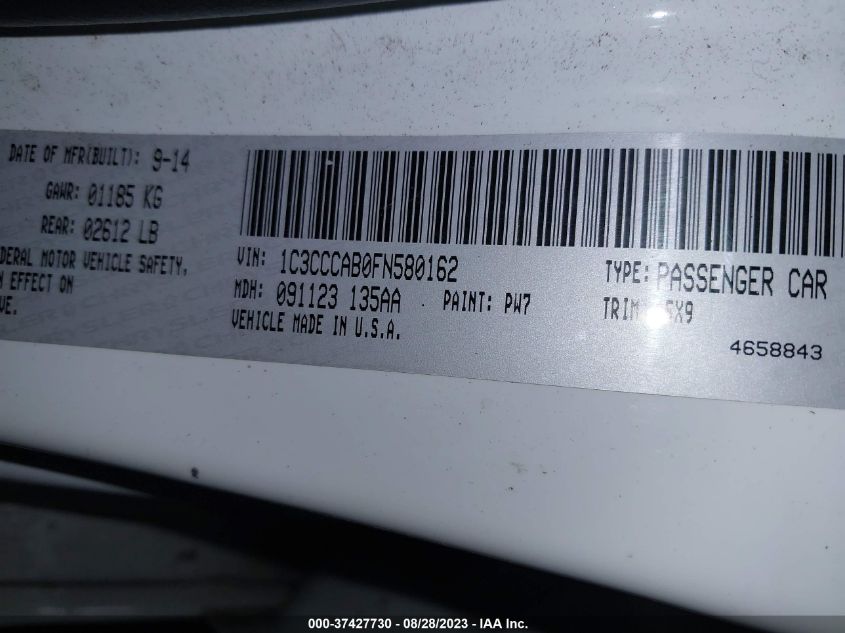 DATE OF MFR(BUILT): 9-14
GAWR: 01185 KG
REAR: 02612 LB
MOTOR VEHICLE SAFETY,
EFFECT ON
VIN: 1C3CCCAB0FN580162
TYPE: PASSENGER CAR
MDH: 091123 135AA
PAINT: PW7
TRIM
VEHICLE MADE IN U.S.A.
4658843
000-37427730 - 08/28/2023 - IAA Inc.